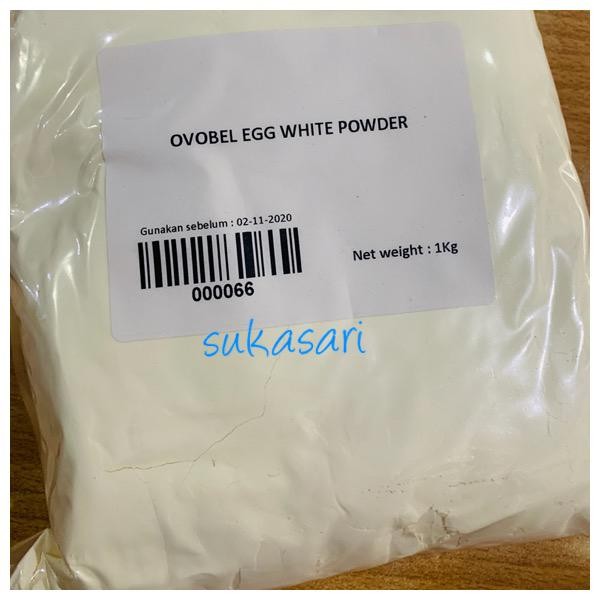 OVOBEL EGG WHITE POWDER
Gunakan sebelum : 02-11-2020
000066
Net weight : 1Kg
sukasari